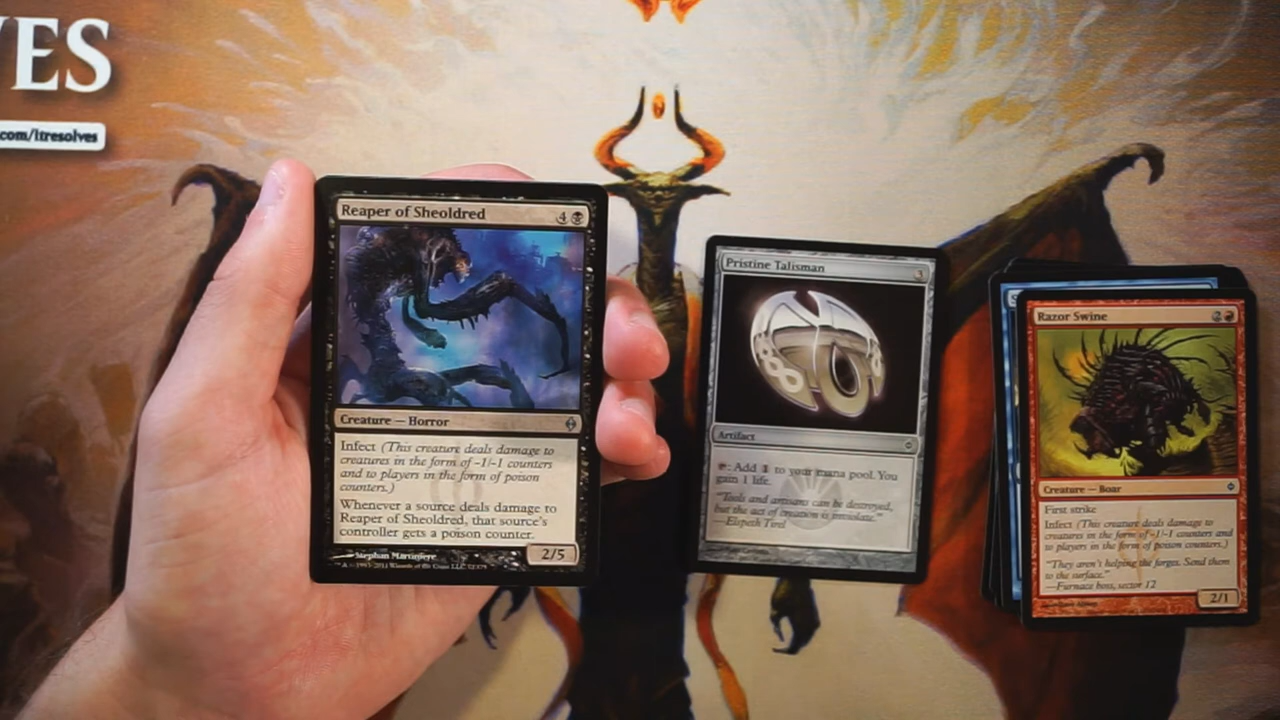 VES
com/ltresolves
Reaper of Sheoldred
4
Creature — Horror
Infect (This creature deals damage to
creatures in the form of -1/-1 counters
and to players in the form of poison
counters.)
Whenever a source deals damage to
Reaper of Sheoldred, that source's
controller gets a poison counter.
2/5
Stephan Martiniere
Pristine Talisman
3
Artifact
: Add 1 to your mana pool. You
gain 1 life.
"Tools and artisans can be destroyed,
but the act of creation is inviolate."
—Elspeth Tirel
Razor Swine
2
Creature — Boar
First strike
Infect (This creature deals damage to
creatures in the form of -1/-1 counters and
to players in the form of poison counters.)
"They aren't helping the forges. Send them
to the surface."
—Furnace boss, sector 12
2/1